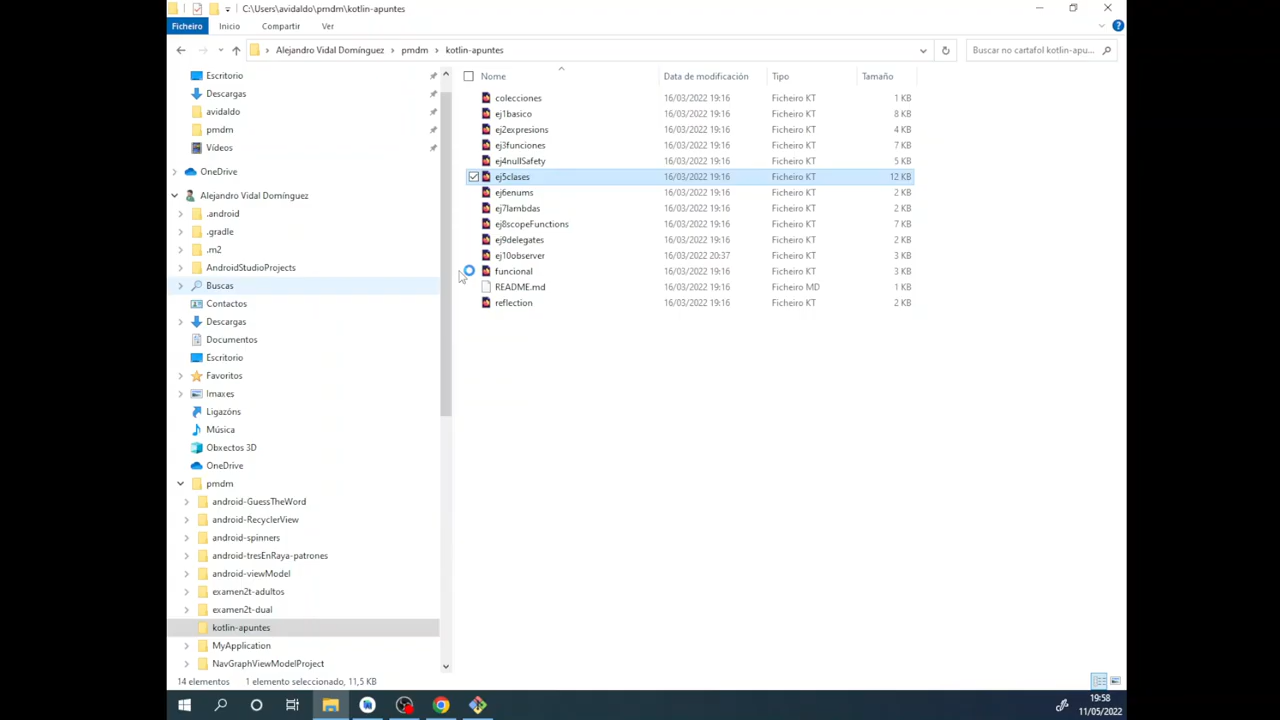 C:\Users\avidaldo\pmdm\kotlin-apuntes
Ficheiro Inicio Compartir Ver
Alejandro Vidal Domínguez pmdm kotlin-apuntes
Buscar no cartafol kotlin-apu...
Escritorio
Descargas
avidaldo
pmdm
Vídeos
OneDrive
Alejandro Vidal Domínguez
.android
.gradle
.m2
AndroidStudioProjects
Buscas
Contactos
Descargas
Documentos
Escritorio
Favoritos
Imaxes
Ligazóns
Música
Obxectos 3D
OneDrive
pmdm
android-GuessTheWord
android-RecyclerView
android-spinners
android-tresEnRaya-patrones
android-viewModel
examen2t-adultos
examen2t-dual
kotlin-apuntes
MyApplication
NavGraphViewModelProject
Nome Data de modificación Tipo Tamaño
colecciones 16/03/2022 19:16 Ficheiro KT 1 KB
ej1basico 16/03/2022 19:16 Ficheiro KT 8 KB
ej2expresions 16/03/2022 19:16 Ficheiro KT 4 KB
ej3funciones 16/03/2022 19:16 Ficheiro KT 7 KB
ej4nullSafety 16/03/2022 19:16 Ficheiro KT 5 KB
ej5clases 16/03/2022 19:16 Ficheiro KT 12 KB
ej6enums 16/03/2022 19:16 Ficheiro KT 2 KB
ej7lambdas 16/03/2022 19:16 Ficheiro KT 2 KB
ej8scopeFunctions 16/03/2022 19:16 Ficheiro KT 7 KB
ej9delegates 16/03/2022 19:16 Ficheiro KT 2 KB
ej10observer 16/03/2022 20:37 Ficheiro KT 3 KB
funcional 16/03/2022 19:16 Ficheiro KT 3 KB
README.md 16/03/2022 19:16 Ficheiro MD 1 KB
reflection 16/03/2022 19:16 Ficheiro KT 2 KB
14 elementos 1 elemento seleccionado, 11,5 KB
19:58
11/05/2022